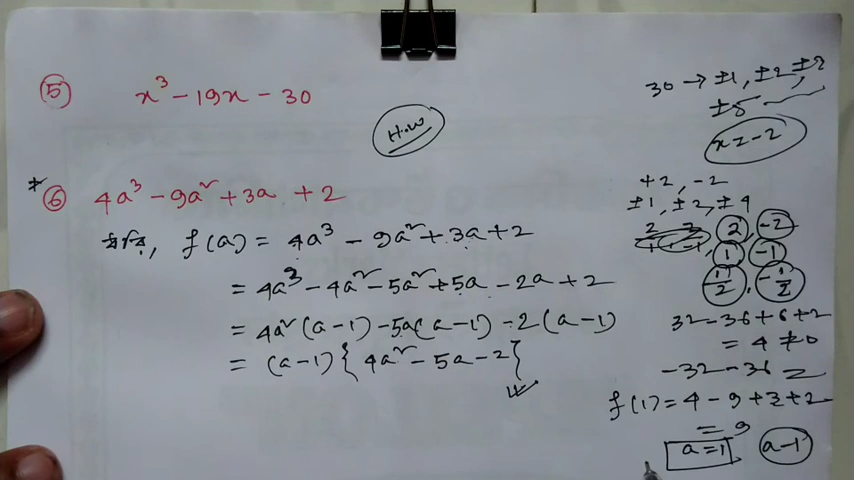 ⑤ x³ − 19x − 30
H.W
* ⑥ 4a³ − 9a² + 3a + 2
ধরি, f(a) = 4a³ − 9a² + 3a + 2
= 4a³ − 4a² − 5a² + 5a − 2a + 2
= 4a²(a−1) − 5a(a−1) − 2(a−1)
= (a−1){4a² − 5a − 2}
30 → ±1, ±2, ±3
±5
x = −2
+2, −2
±1, ±2, ±4
2, −2
1, −1
1/2, −1/2
32 − 36 + 6 + 2
= 4 ≠ 0
−32 − 36 =
f(1) = 4 − 9 + 3 + 2
a = 1 a−1